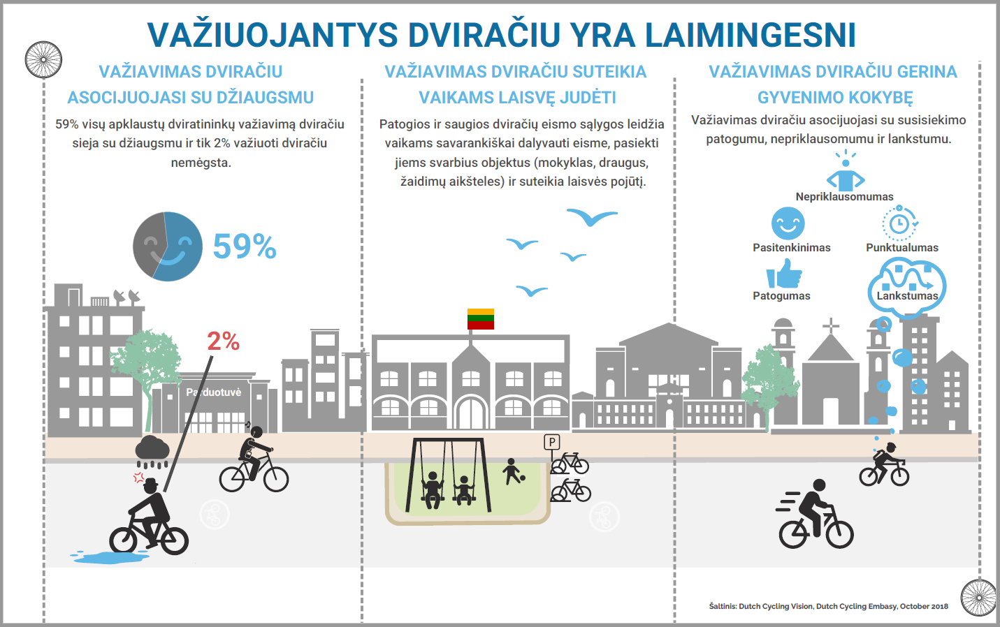 VAŽIUOJANTYS DVIRAČIU YRA LAIMINGESNI
VAŽIAVIMAS DVIRAČIU
ASOCIJUOJASI SU DŽIAUGSMU
59% visų apklaustų dviratininkų važiavimą dviračiu
sieja su džiaugsmu ir tik 2% važiuoti dviračiu
nemėgsta.
59%
2%
Parduotuvė
VAŽIAVIMAS DVIRAČIU SUTEIKIA
VAIKAMS LAISVĘ JUDĖTI
Patogios ir saugios dviračių eismo sąlygos leidžia
vaikams savarankiškai dalyvauti eisme, pasiekti
jiems svarbius objektus (mokyklas, draugus,
žaidimų aikšteles) ir suteikia laisvės pojūtį.
P
VAŽIAVIMAS DVIRAČIU GERINA
GYVENIMO KOKYBĘ
Važiavimas dviračiu asocijuojasi su susisiekimo
patogumu, nepriklausomumu ir lankstumu.
Nepriklausomumas
Pasitenkinimas
Punktualumas
Patogumas
Lankstumas
Šaltinis: Dutch Cycling Vision, Dutch Cycling Embasy, October 2018